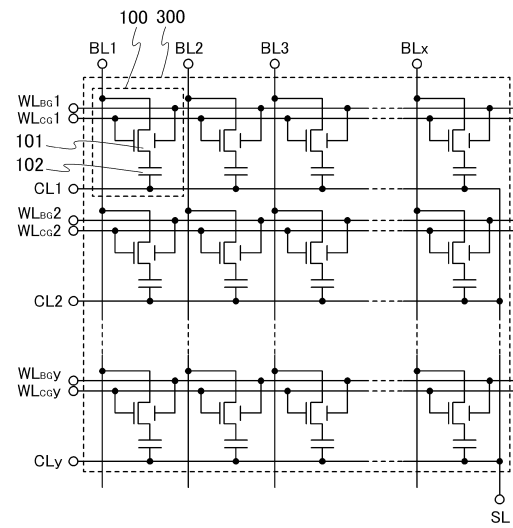 100 300
BL1 BL2 BL3 BLx
WLBG1
WLCG1
101
102
CL1
WLBG2
WLCG2
CL2
WLBGy
WLCGy
CLy
SL